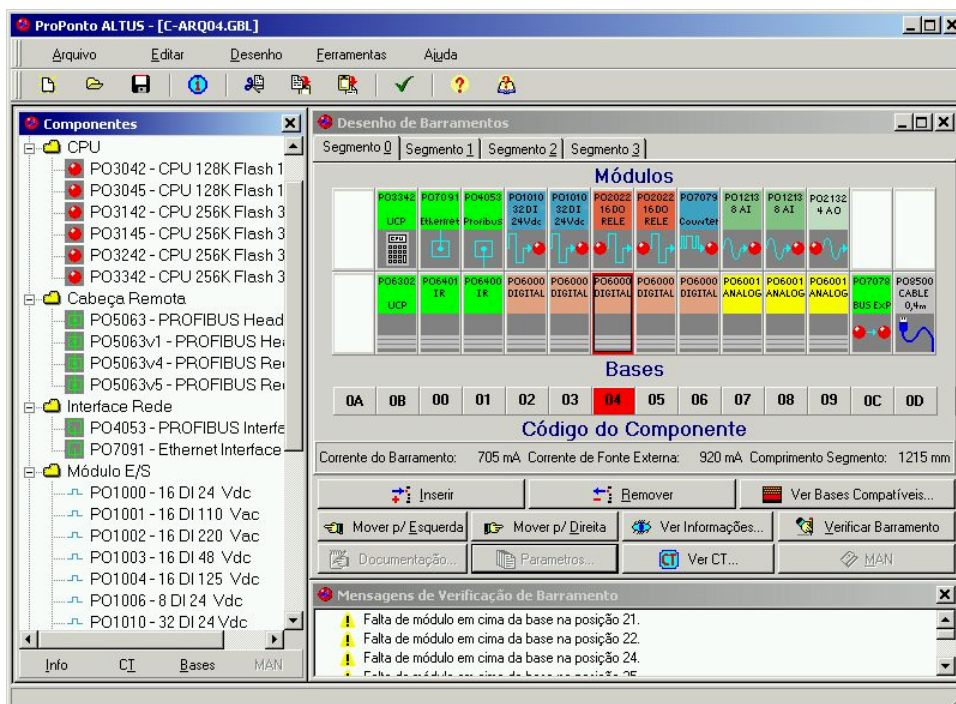 ProPonto ALTUS - [C-ARQ04.GBL]
Arquivo Editar Desenho Ferramentas Ajuda
Componentes
CPU
PO3042 - CPU 128K Flash 1
PO3045 - CPU 128K Flash 1
PO3142 - CPU 256K Flash 3
PO3145 - CPU 256K Flash 3
PO3242 - CPU 256K Flash 3
PO3342 - CPU 256K Flash 3
Cabeça Remota
PO5063 - PROFIBUS Head
PO5063v1 - PROFIBUS He
PO5063v4 - PROFIBUS Re
PO5063v5 - PROFIBUS Re
Interface Rede
PO4053 - PROFIBUS Interfa
PO7091 - Ethernet Interface
Módulo E/S
PO1000 - 16 DI 24 Vdc
PO1001 - 16 DI 110 Vac
PO1002 - 16 DI 220 Vac
PO1003 - 16 DI 48 Vdc
PO1004 - 16 DI 125 Vdc
PO1006 - 8 DI 24 Vdc
PO1010 - 32 DI 24 Vdc
Info CT Bases MAN
Desenho de Barramentos
Segmento 0 Segmento 1 Segmento 2 Segmento 3
Módulos
PO3342 PO7091 PO4053 PO1010 PO1010 PO2022 PO2022 PO7079 PO1213 PO1213 PO2132
32DI 32DI 16DO 16DO 8 AI 8 AI 4 AO
UCP Ethernet Profibus 24Vdc 24Vdc RELE RELE Counter
CPU
PO6302 PO6401 PO6400 PO6000 PO6000 PO6000 PO6000 PO6000 PO6001 PO6001 PO6001 PO7078 PO8500
IR IR DIGITAL DIGITAL DIGITAL DIGITAL DIGITAL ANALOG ANALOG ANALOG CABLE
UCP BUS EXP 0,4m
Bases
0A 0B 00 01 02 03 04 05 06 07 08 09 0C 0D
Código do Componente
Corrente do Barramento: 705 mA Corrente de Fonte Externa: 920 mA Comprimento Segmento: 1215 mm
Inserir Remover Ver Bases Compatíveis...
Mover p/ Esquerda Mover p/ Direita Ver Informações... Verificar Barramento
Documentação... Parametros... CT Ver CT... MAN
Mensagens de Verificação de Barramento
Falta de módulo em cima da base na posição 21.
Falta de módulo em cima da base na posição 22.
Falta de módulo em cima da base na posição 24.